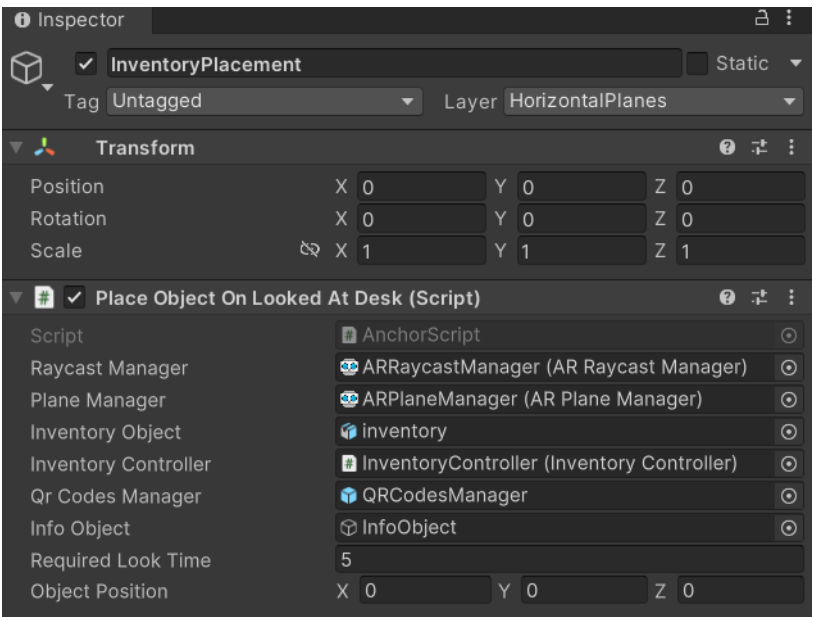 Inspector
InventoryPlacement Static
Tag Untagged Layer HorizontalPlanes
Transform
Position X 0 Y 0 Z 0
Rotation X 0 Y 0 Z 0
Scale X 1 Y 1 Z 1
# Place Object On Looked At Desk (Script)
Script # AnchorScript
Raycast Manager ARRaycastManager (AR Raycast Manager)
Plane Manager ARPlaneManager (AR Plane Manager)
Inventory Object inventory
Inventory Controller # InventoryController (Inventory Controller)
Qr Codes Manager QRCodesManager
Info Object InfoObject
Required Look Time 5
Object Position X 0 Y 0 Z 0